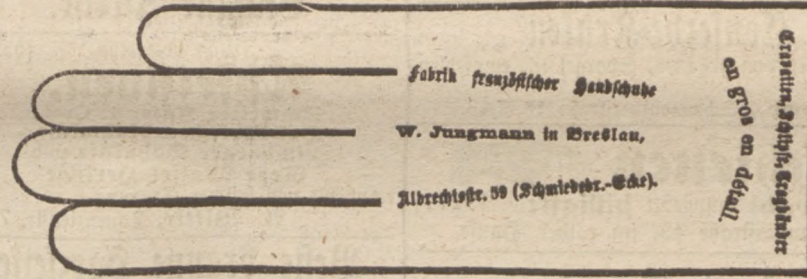 Fabrik französischer Handschuhe
W. Jungmann in Breslau,
Albrechtsstr. 59 (Schmiedebr.-Ecke).
en gros en détail.
Cravatten, Schlipse, Tragbänder